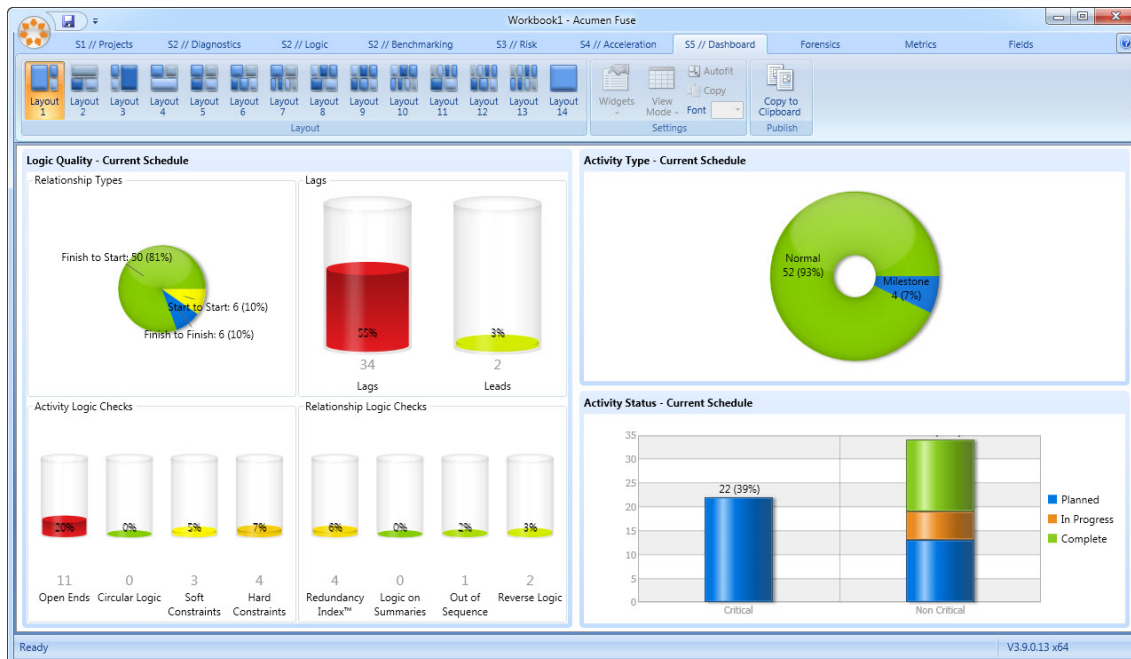 Workbook1 - Acumen Fuse
S1 // Projects
S2 // Diagnostics
S2 // Logic
S2 // Benchmarking
S3 // Risk
S4 // Acceleration
S5 // Dashboard
Forensics
Metrics
Fields
Layout 1
Layout 2
Layout 3
Layout 4
Layout 5
Layout 6
Layout 7
Layout 8
Layout 9
Layout 10
Layout 11
Layout 12
Layout 13
Layout 14
Layout
Widgets
View Mode
Autofit
Copy
Font
Settings
Copy to Clipboard
Publish
Logic Quality - Current Schedule
Relationship Types
Finish to Start: 50 (81%)
Start to Start: 6 (10%)
Finish to Finish: 6 (10%)
Lags
55%
3%
34
2
Lags
Leads
Activity Logic Checks
20%
0%
5%
7%
11
0
3
4
Open Ends
Circular Logic
Soft Constraints
Hard Constraints
Relationship Logic Checks
6%
0%
2%
3%
4
0
1
2
Redundancy Index™
Logic on Summaries
Out of Sequence
Reverse Logic
Activity Type - Current Schedule
Normal
52 (93%)
Milestone
4 (7%)
Activity Status - Current Schedule
35
30
25
20
15
10
5
0
22 (39%)
Critical
Non Critical
Planned
In Progress
Complete
Ready
V3.9.0.13 x64